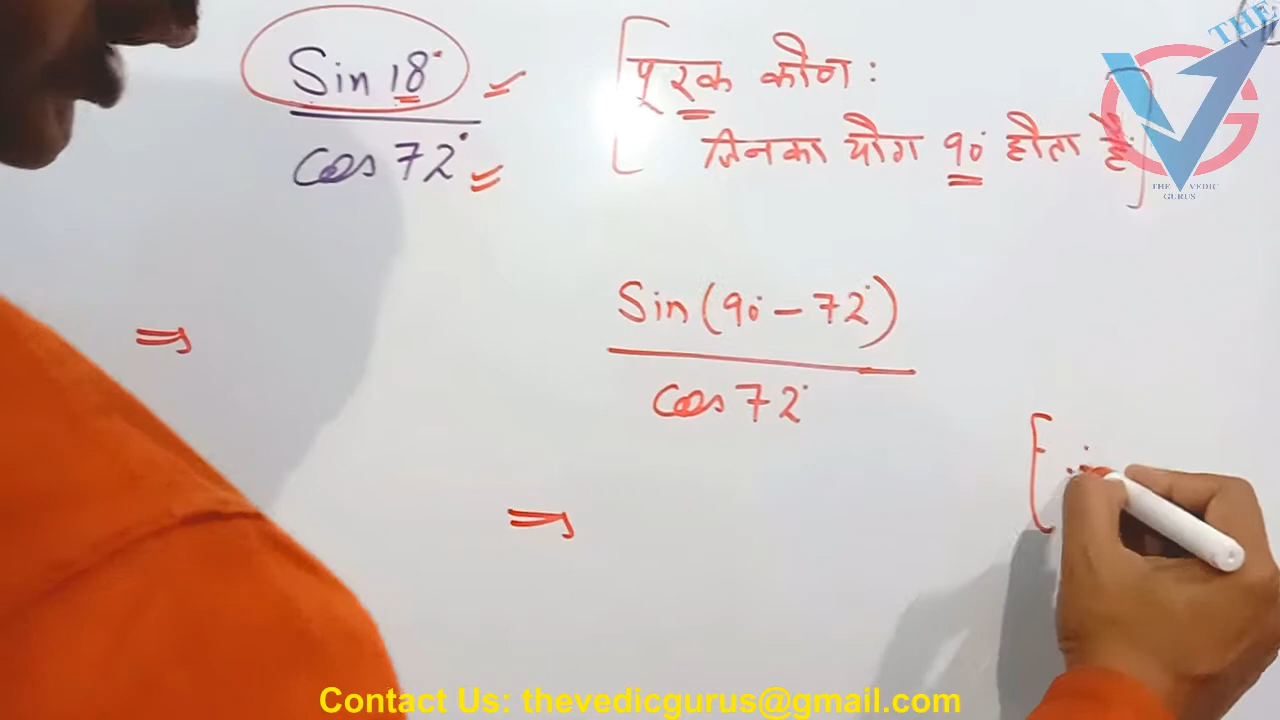 Sin 18°
cos 72°
पूरक कोण :
जिनका योग 90° होता है
Sin (90° - 72°)
cos 72°
THE
THE VEDIC
GURUS
Contact Us: thevedicgurus@gmail.com